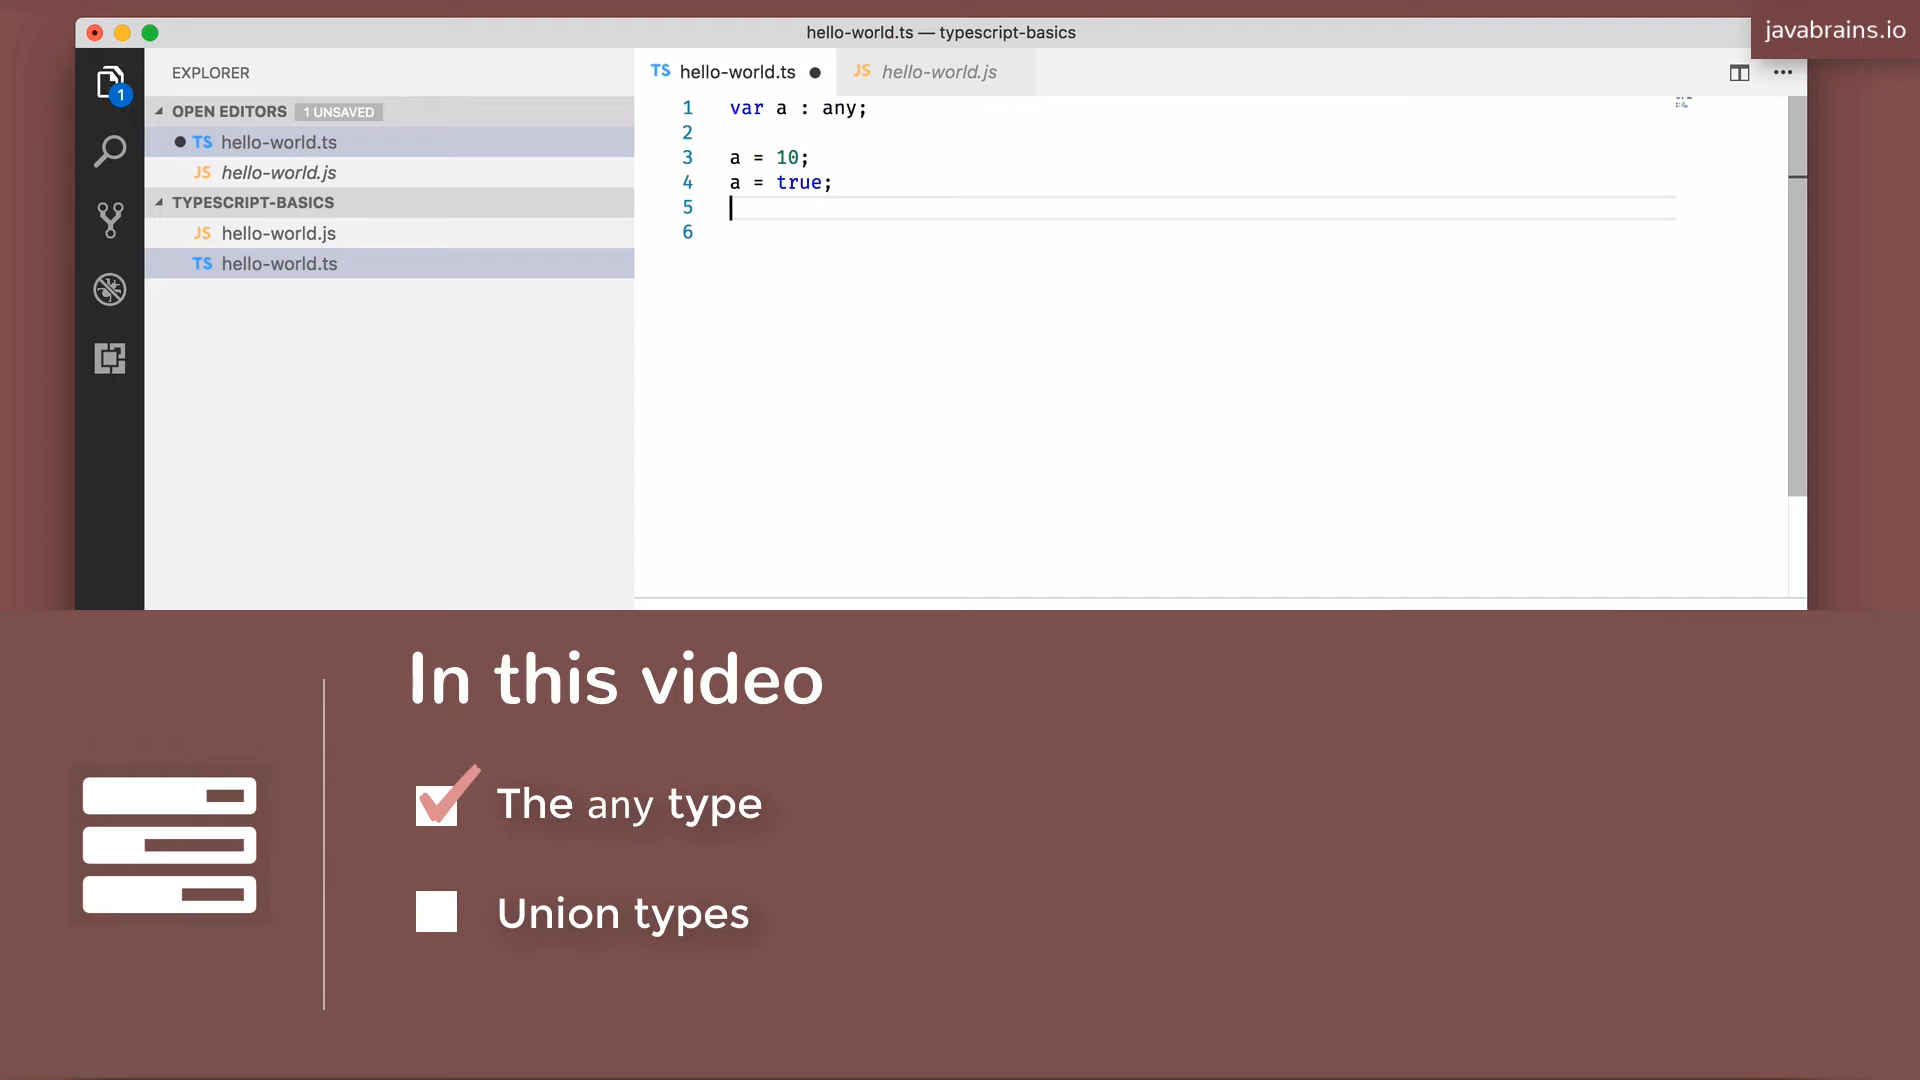 hello-world.ts — typescript-basics
javabrains.io
EXPLORER
OPEN EDITORS 1 UNSAVED
TS hello-world.ts
JS hello-world.js
TYPESCRIPT-BASICS
JS hello-world.js
TS hello-world.ts
1
TS hello-world.ts
JS hello-world.js
1 var a : any;
2
3 a = 10;
4 a = true;
5
6
In this video
The any type
Union types